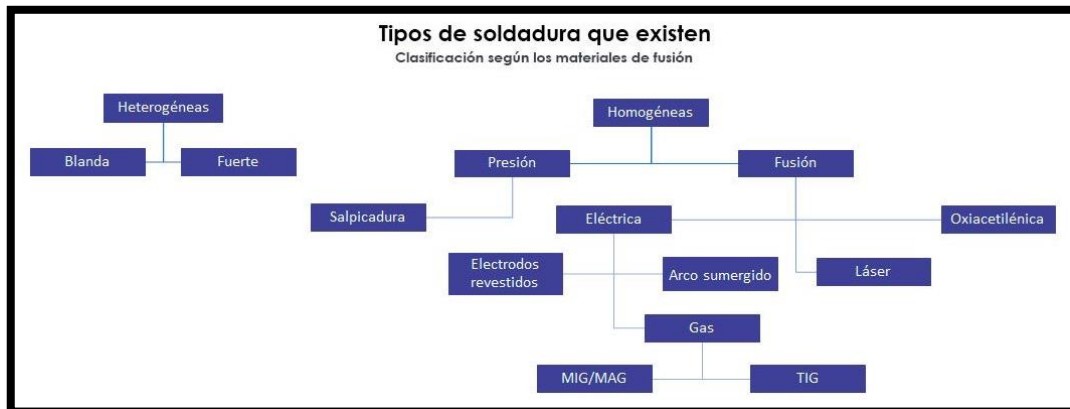 Tipos de soldadura que existen
Clasificación según los materiales de fusión
Heterogéneas
Homogéneas
Blanda
Fuerte
Presión
Fusión
Salpicadura
Eléctrica
Oxiacetilénica
Electrodos
revestidos
Arco sumergido
Láser
Gas
MIG/MAG
TIG